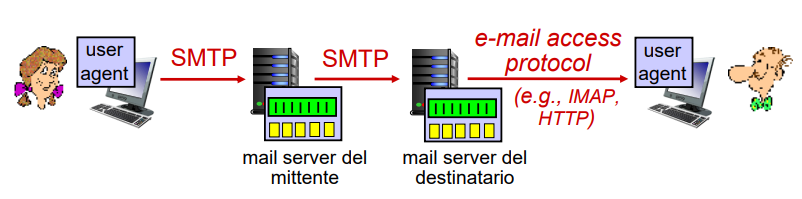 user
agent
SMTP
SMTP
e-mail access
protocol
(e.g., IMAP,
HTTP)
user
agent
mail server del
mittente
mail server del
destinatario